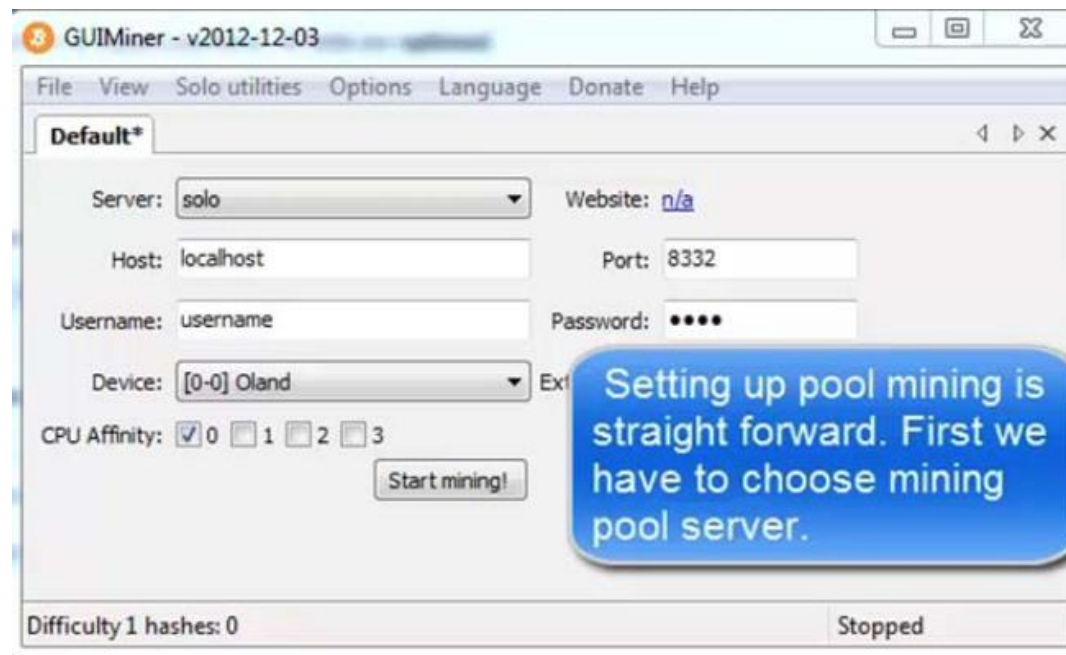 GUIMiner - v2012-12-03
File View Solo utilities Options Language Donate Help
Default*
Server: solo Website: n/a
Host: localhost Port: 8332
Username: username Password: ••••
Device: [0-0] Oland Ext
CPU Affinity: 0 1 2 3
Start mining!
Setting up pool mining is
straight forward. First we
have to choose mining
pool server.
Difficulty 1 hashes: 0 Stopped